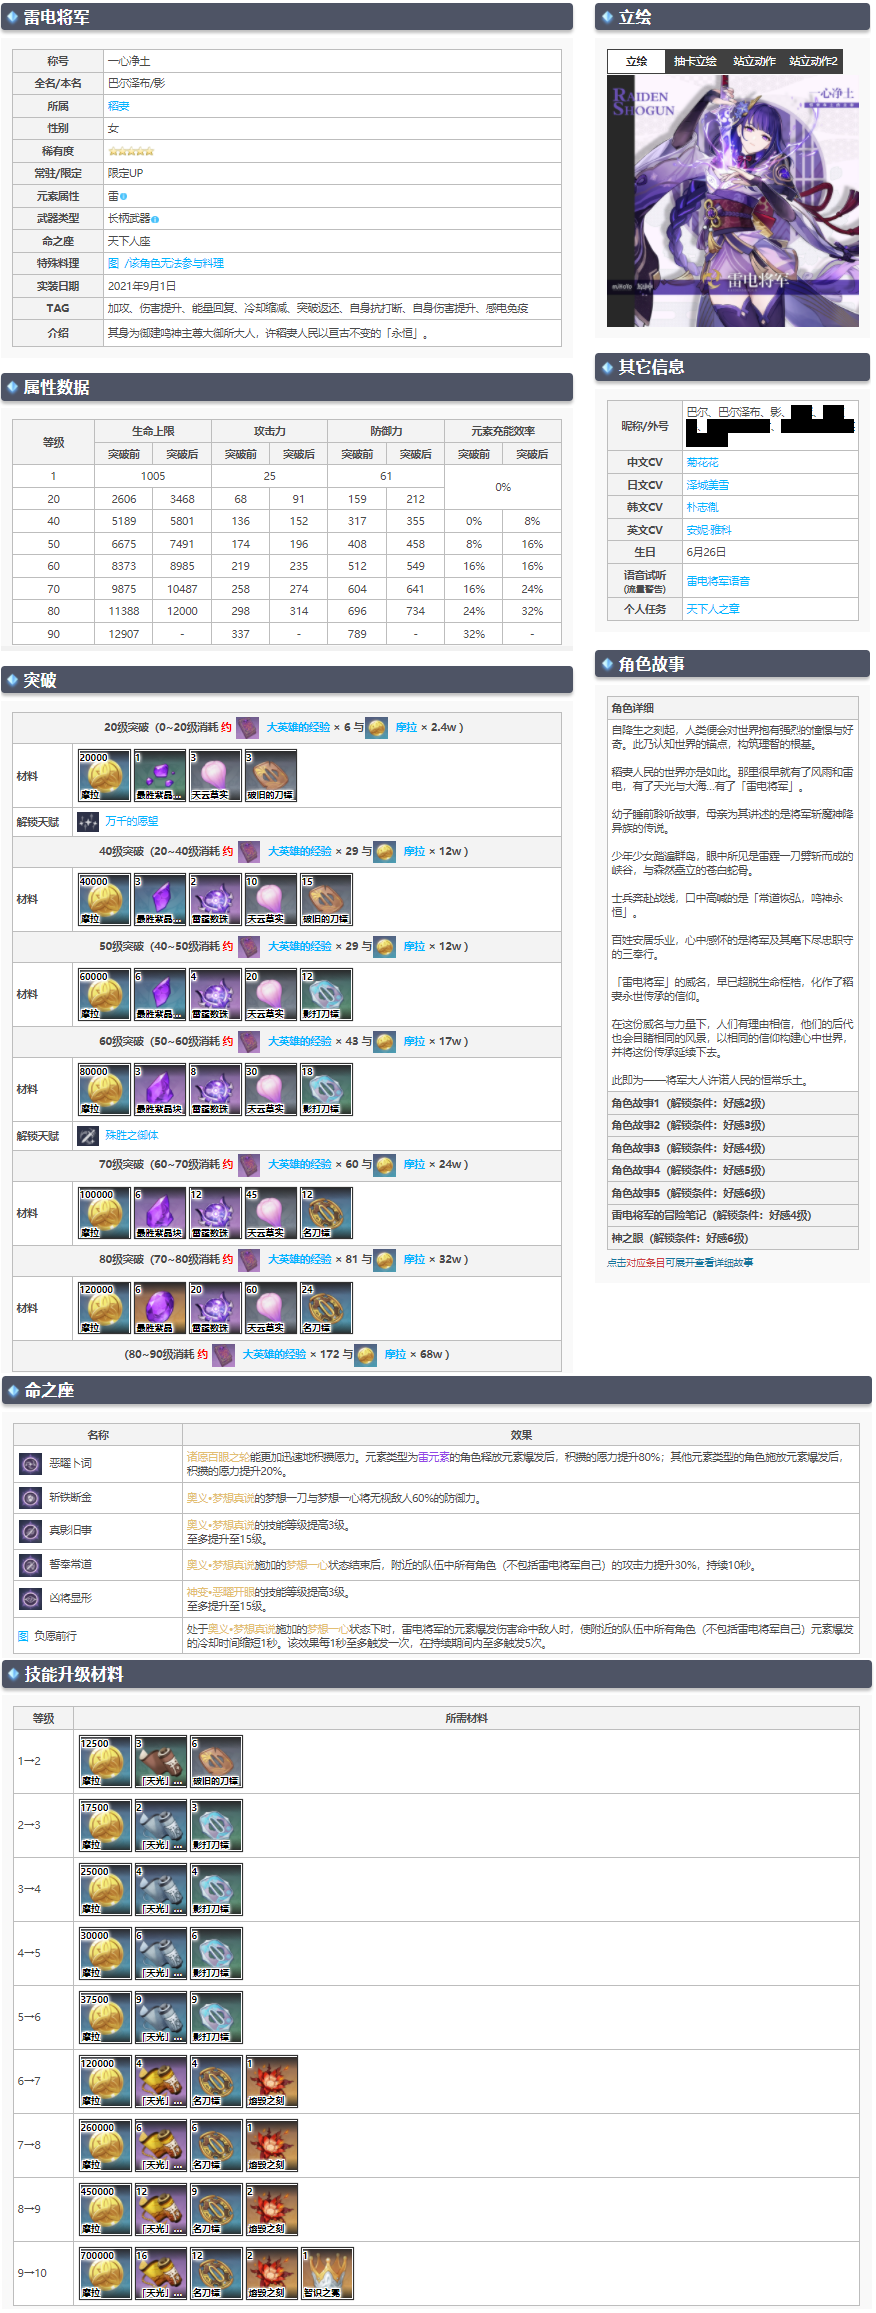 雷电将军
称号 一心净土
全名/本名 巴尔泽布/影
所属 稻妻
性别 女
稀有度
常驻/限定 限定UP
元素属性 雷
武器类型 长柄武器
命之座 天下人座
特殊料理 图 /该角色无法参与料理
实装日期 2021年9月1日
TAG 加攻、伤害提升、能量回复、冷却缩减、突破返还、自身抗打断、自身伤害提升、感电免疫
介绍 其身为御建鸣神主尊大御所大人，许稻妻人民以亘古不变的「永恒」。
属性数据
等级 生命上限 攻击力 防御力 元素充能效率
突破前 突破后 突破前 突破后 突破前 突破后 突破前 突破后
1 1005 25 61 0%
20 2606 3468 68 91 159 212
40 5189 5801 136 152 317 355 0% 8%
50 6675 7491 174 196 408 458 8% 16%
60 8373 8985 219 235 512 549 16% 16%
70 9875 10487 258 274 604 641 16% 24%
80 11388 12000 298 314 696 734 24% 32%
90 12907 - 337 - 789 - 32% -
突破
20级突破（0~20级消耗 约 大英雄的经验 × 6 与 摩拉 × 2.4w ）
材料
20000 1 3 3
摩拉 最胜紫晶... 天云草实 破旧的刀镡
解锁天赋 万千的愿望
40级突破（20~40级消耗 约 大英雄的经验 × 29 与 摩拉 × 12w ）
材料
40000 3 2 10 15
摩拉 最胜紫晶... 雷霆数珠 天云草实 破旧的刀镡
50级突破（40~50级消耗 约 大英雄的经验 × 29 与 摩拉 × 12w ）
材料
60000 6 4 20 12
摩拉 最胜紫晶... 雷霆数珠 天云草实 影打刀镡
60级突破（50~60级消耗 约 大英雄的经验 × 43 与 摩拉 × 17w ）
材料
80000 3 8 30 18
摩拉 最胜紫晶块 雷霆数珠 天云草实 影打刀镡
解锁天赋 殊胜之御体
70级突破（60~70级消耗 约 大英雄的经验 × 60 与 摩拉 × 24w ）
材料
100000 6 12 45 12
摩拉 最胜紫晶块 雷霆数珠 天云草实 名刀镡
80级突破（70~80级消耗 约 大英雄的经验 × 81 与 摩拉 × 32w ）
材料
120000 6 20 60 24
摩拉 最胜紫晶 雷霆数珠 天云草实 名刀镡
（80~90级消耗 约 大英雄的经验 × 172 与 摩拉 × 68w ）
立绘
立绘 抽卡立绘 站立动作 站立动作2
RAIDEN
SHOGUN
一心净土
雷电将军
miHoYo 原神
其它信息
昵称/外号 巴尔、巴尔泽布、影、
中文CV 菊花花
日文CV 泽城美雪
韩文CV 朴志胤
英文CV 安妮·雅科
生日 6月26日
语音试听
(流量警告)
雷电将军语音
个人任务 天下人之章
角色故事
角色详细
自降生之刻起，人类便会对世界抱有强烈的憧憬与好
奇。此乃认知世界的锚点，构筑理智的根基。
稻妻人民的世界亦是如此。那里很早就有了风雨和雷
电，有了天光与大海…有了「雷电将军」。
幼子睡前聆听故事，母亲为其讲述的是将军斩魔神降
异族的传说。
少年少女踏遍群岛，眼中所见是雷霆一刀劈斩而成的
峡谷，与森然矗立的苍白蛇骨。
士兵奔赴战线，口中高喊的是「常道恢弘，鸣神永
恒」。
百姓安居乐业，心中感怀的是将军及其麾下尽忠职守
的三奉行。
「雷电将军」的威名，早已超脱生命桎梏，化作了稻
妻永世传承的信仰。
在这份威名与力量下，人们有理由相信，他们的后代
也会目睹相同的风景，以相同的信仰构建心中世界，
并将这份传承延续下去。
此即为——将军大人许诺人民的恒常乐土。
角色故事1（解锁条件：好感2级）
角色故事2（解锁条件：好感3级）
角色故事3（解锁条件：好感4级）
角色故事4（解锁条件：好感5级）
角色故事5（解锁条件：好感6级）
雷电将军的冒险笔记（解锁条件：好感4级）
神之眼（解锁条件：好感6级）
点击对应条目可展开查看详细故事
命之座
名称 效果
恶曜卜词 诸愿百眼之轮能更加迅速地积攒愿力。元素类型为雷元素的角色释放元素爆发后，积攒的愿力提升80%；其他元素类型的角色施放元素爆发后，
积攒的愿力提升20%。
斩铁断金 奥义·梦想真说的梦想一刀与梦想一心将无视敌人60%的防御力。
真影旧事 奥义·梦想真说的技能等级提高3级。
至多提升至15级。
誓奉常道 奥义·梦想真说施加的梦想一心状态结束后，附近的队伍中所有角色（不包括雷电将军自己）的攻击力提升30%，持续10秒。
凶将显形 神变·恶曜开眼的技能等级提高3级。
至多提升至15级。
图 负愿前行 处于奥义·梦想真说施加的梦想一心状态下时，雷电将军的元素爆发伤害命中敌人时，使附近的队伍中所有角色（不包括雷电将军自己）元素爆发
的冷却时间缩短1秒。该效果每1秒至多触发一次，在持续期间内至多触发5次。
技能升级材料
等级 所需材料
1→2
12500 3 6
摩拉 「天光」... 破旧的刀镡
2→3
17500 2 3
摩拉 「天光」... 影打刀镡
3→4
25000 4 4
摩拉 「天光」... 影打刀镡
4→5
30000 6 6
摩拉 「天光」... 影打刀镡
5→6
37500 9 9
摩拉 「天光」... 影打刀镡
6→7
120000 4 4 1
摩拉 「天光」... 名刀镡 熔毁之刻
7→8
260000 6 6 1
摩拉 「天光」... 名刀镡 熔毁之刻
8→9
450000 12 9 2
摩拉 「天光」... 名刀镡 熔毁之刻
9→10
700000 16 12 2 1
摩拉 「天光」... 名刀镡 熔毁之刻 智识之冕